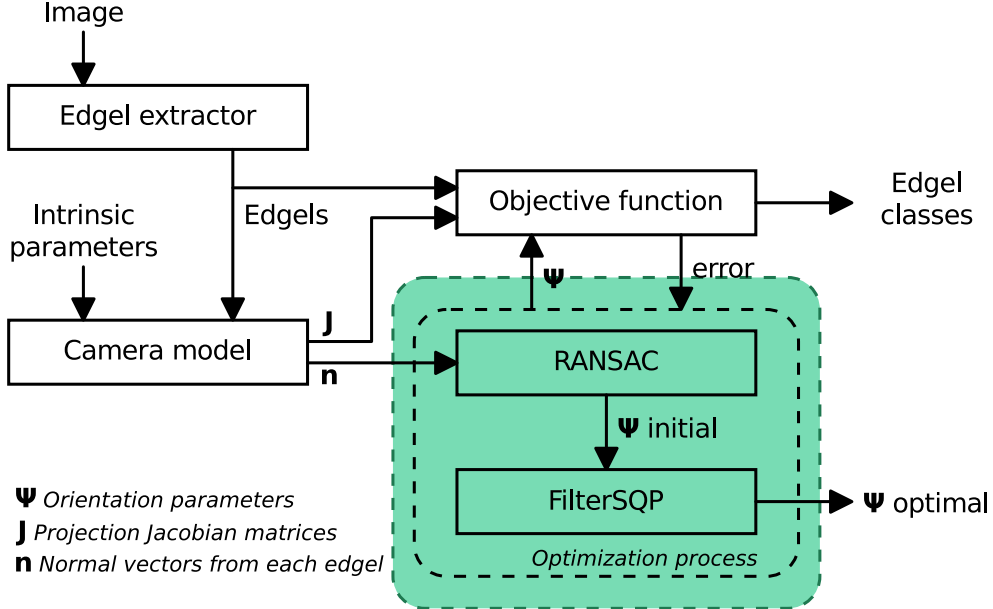 Image
Edgel extractor
Intrinsic
parameters
Edgels
Objective function
Edgel
classes
Ψ
error
Camera model
J
n
RANSAC
Ψ initial
FilterSQP
Ψ optimal
Optimization process
Ψ Orientation parameters
J Projection Jacobian matrices
n Normal vectors from each edgel